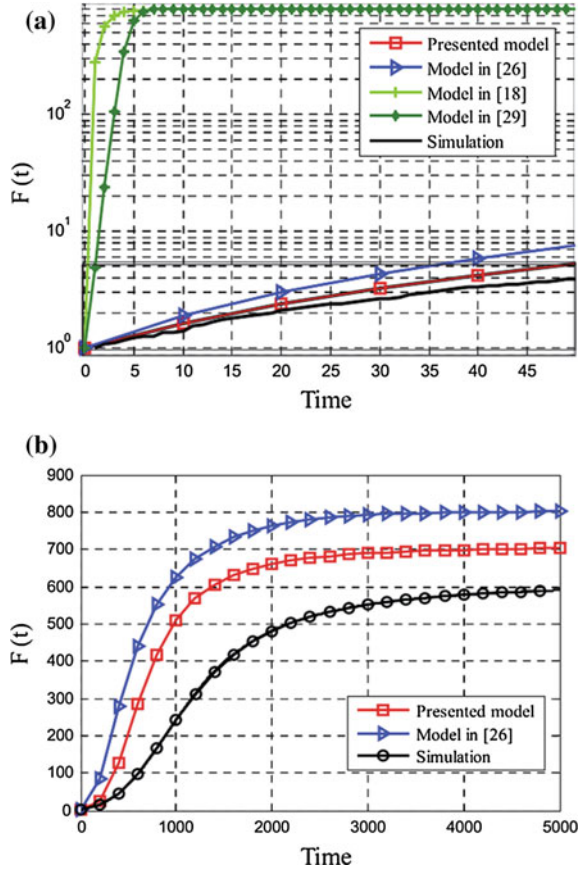 (a)
F (t)
10²
10¹
10⁰
Presented model
Model in [26]
Model in [18]
Model in [29]
Simulation
0 5 10 15 20 25 30 35 40 45
Time
(b)
F (t)
900
800
700
600
500
400
300
200
100
0
Presented model
Model in [26]
Simulation
0 1000 2000 3000 4000 5000
Time